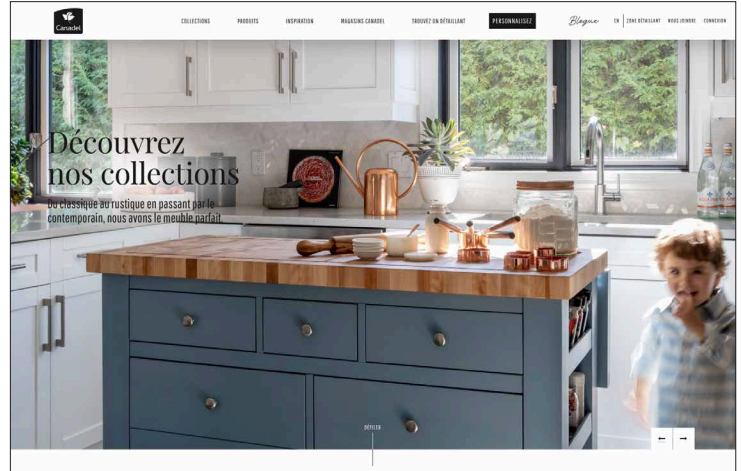 Canadel
COLLECTIONS
PRODUITS
INSPIRATION
MAGASINS CANADEL
TROUVEZ UN DÉTAILLANT
PERSONNALISEZ
Blogue
EN
ZONE DÉTAILLANT
NOUS JOINDRE
CONNEXION
Découvrez
nos collections
Du classique au rustique en passant par le
contemporain, nous avons le meuble parfait.
DÉFILER